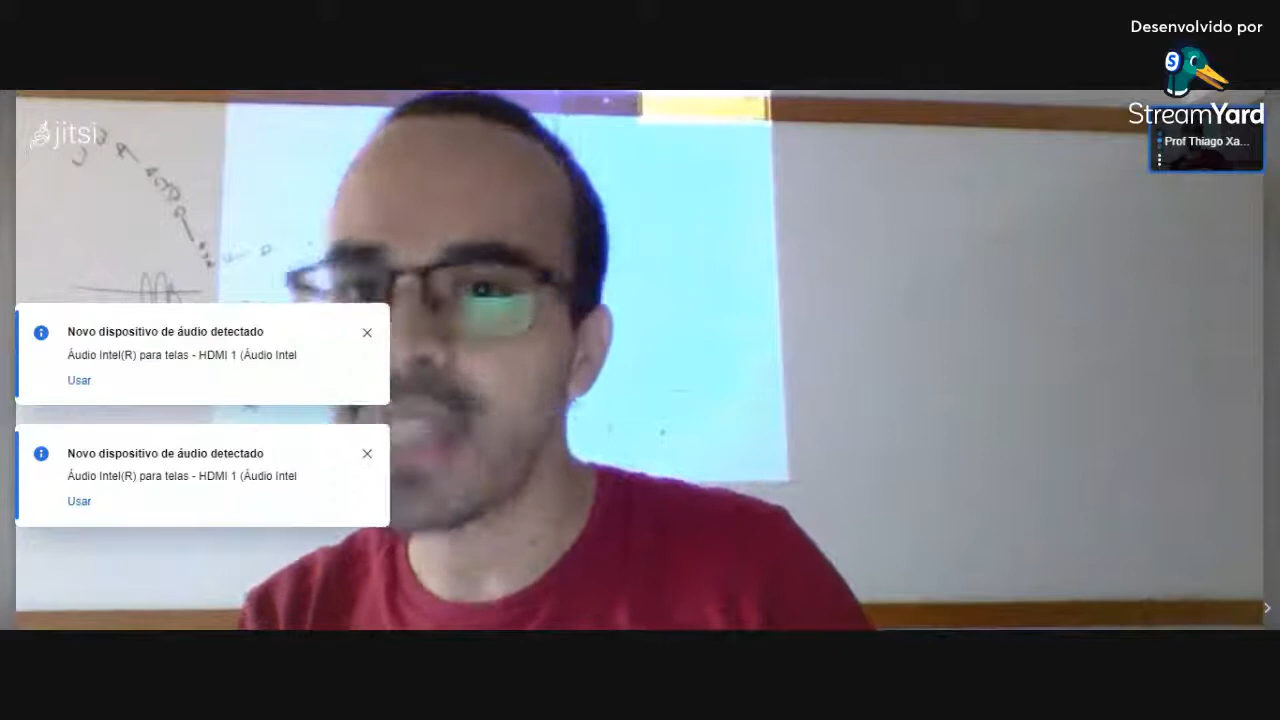 Desenvolvido por
StreamYard
jitsi
Prof Thiago Xa...
Novo dispositivo de áudio detectado
Áudio Intel(R) para telas - HDMI 1 (Áudio Intel
Usar
Novo dispositivo de áudio detectado
Áudio Intel(R) para telas - HDMI 1 (Áudio Intel
Usar